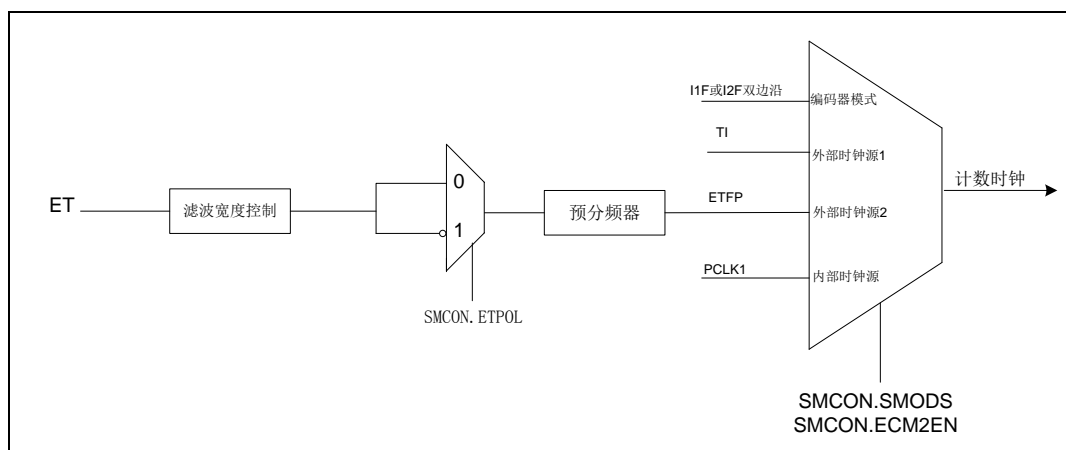 I1F或I2F双边沿
编码器模式
TI
外部时钟源1
计数时钟
0
ET
滤波宽度控制
预分频器
ETFP
外部时钟源2
1
PCLK1
内部时钟源
SMCON.ETPOL
SMCON.SMODS
SMCON.ECM2EN